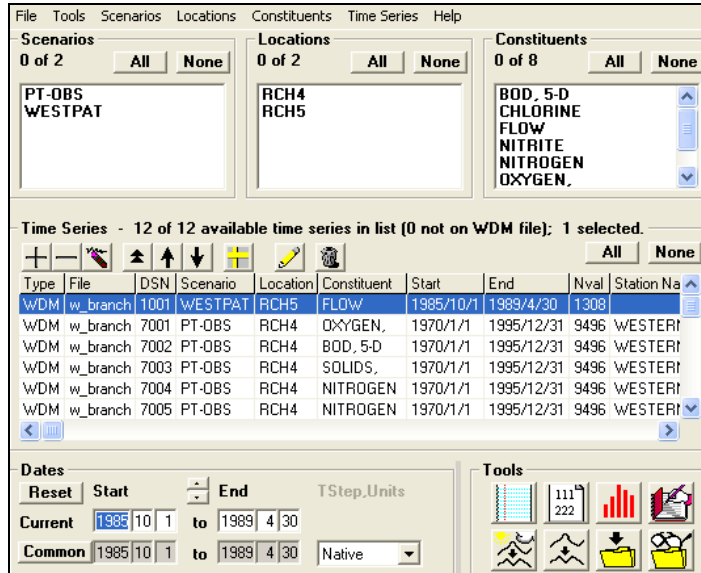 File Tools Scenarios Locations Constituents Time Series Help
Scenarios
0 of 2 All None
PT-OBS
WESTPAT
Locations
0 of 2 All None
RCH4
RCH5
Constituents
0 of 8 All None
BOD, 5-D
CHLORINE
FLOW
NITRITE
NITROGEN
OXYGEN,
Time Series - 12 of 12 available time series in list (0 not on WDM file); 1 selected.
All None
Type File DSN Scenario Location Constituent Start End Nval Station Na
WDM w_branch 1001 WESTPAT RCH5 FLOW 1985/10/1 1989/4/30 1308
WDM w_branch 7001 PT-OBS RCH4 OXYGEN, 1970/1/1 1995/12/31 9496 WESTERN
WDM w_branch 7002 PT-OBS RCH4 BOD, 5-D 1970/1/1 1995/12/31 9496 WESTERN
WDM w_branch 7003 PT-OBS RCH4 SOLIDS, 1970/1/1 1995/12/31 9496 WESTERN
WDM w_branch 7004 PT-OBS RCH4 NITROGEN 1970/1/1 1995/12/31 9496 WESTERN
WDM w_branch 7005 PT-OBS RCH4 NITROGEN 1970/1/1 1995/12/31 9496 WESTERN
Dates
Reset Start End TStep,Units
Current 1985 10 1 to 1989 4 30
Common 1985 10 1 to 1989 4 30 Native
Tools
111
222